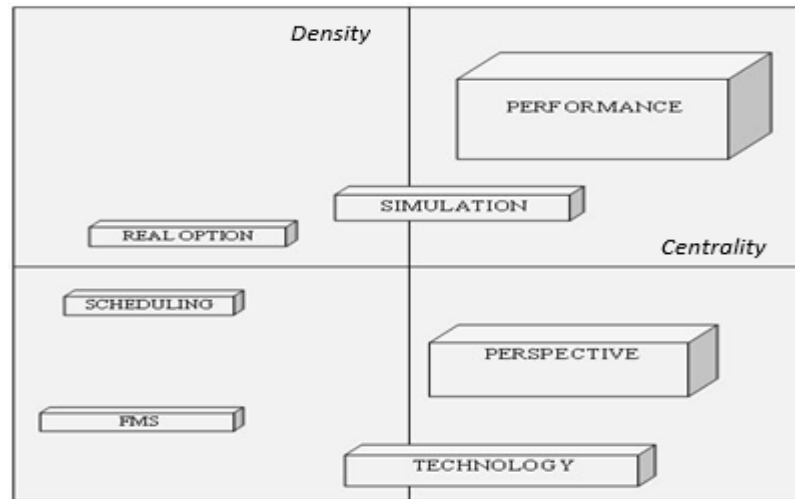 Density
PERFORMANCE
SIMULATION
REAL OPTION
Centrality
SCHEDULING
PERSPECTIVE
FMS
TECHNOLOGY